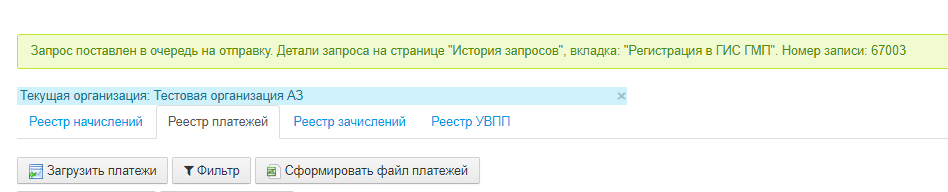 Запрос поставлен в очередь на отправку. Детали запроса на странице "История запросов", вкладка: "Регистрация в ГИС ГМП". Номер записи: 67003
Текущая организация: Тестовая организация АЗ ×
Реестр начислений Реестр платежей Реестр зачислений Реестр УВПП
Загрузить платежи Фильтр Сформировать файл платежей